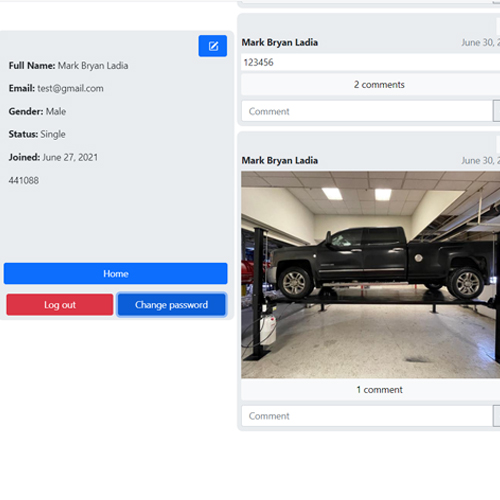 Full Name: Mark Bryan Ladia
Email: test@gmail.com
Gender: Male
Status: Single
Joined: June 27, 2021
441088
Home
Log out
Change password
Mark Bryan Ladia
June 30, 2
123456
2 comments
Comment
Mark Bryan Ladia
June 30, 2
1 comment
Comment